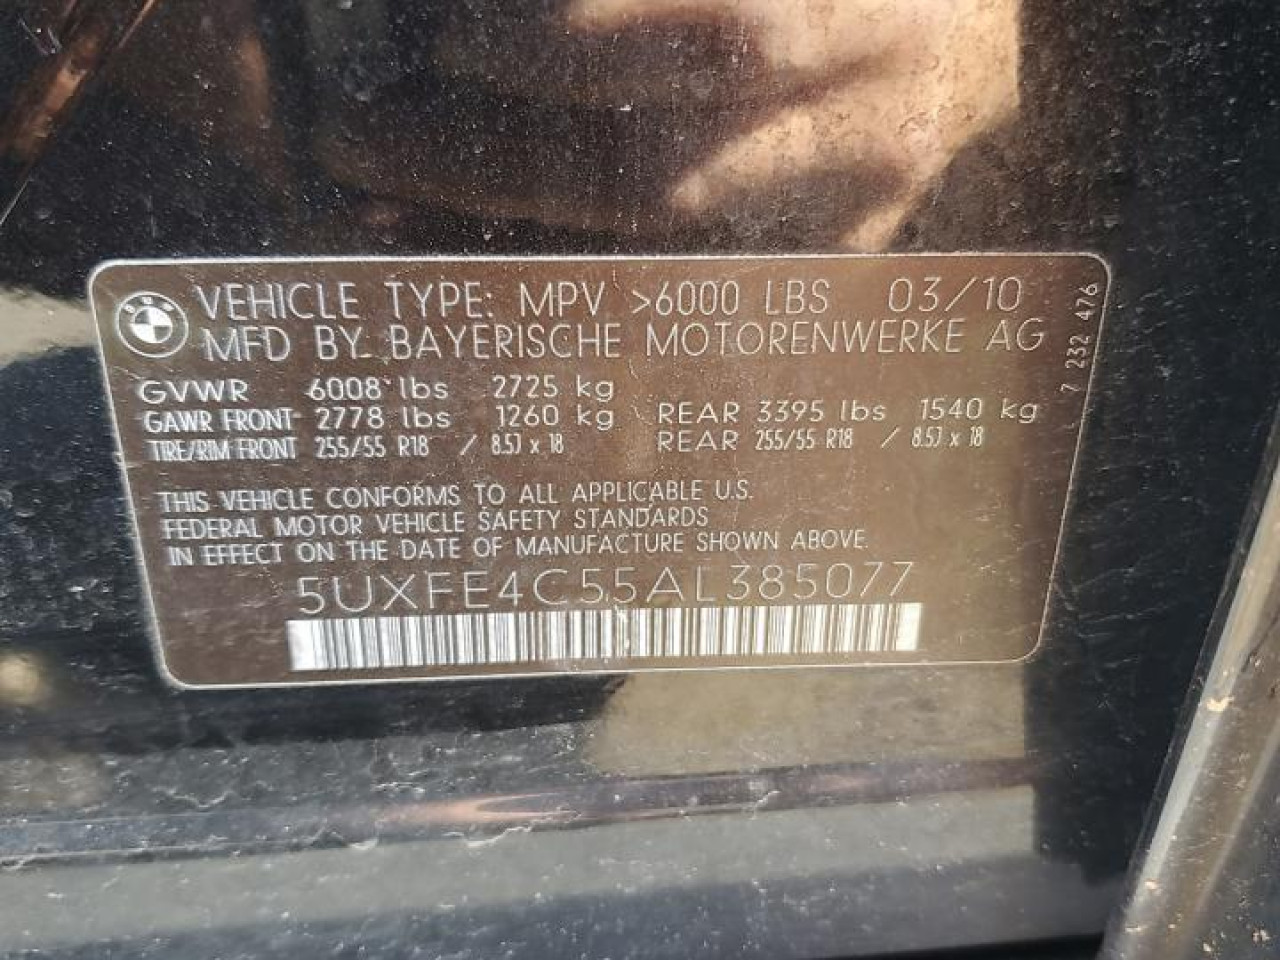 BMW
VEHICLE TYPE: MPV >6000 LBS 03/10
MFD BY BAYERISCHE MOTORENWERKE AG
7 232 476
GVWR 6008 lbs 2725 kg
GAWR FRONT 2778 lbs 1260 kg REAR 3395 lbs 1540 kg
TIRE/RIM FRONT 255/55 R18 / 8.5J x 18 REAR 255/55 R18 / 8.5J x 18
THIS VEHICLE CONFORMS TO ALL APPLICABLE U.S.
FEDERAL MOTOR VEHICLE SAFETY STANDARDS
IN EFFECT ON THE DATE OF MANUFACTURE SHOWN ABOVE.
5UXFE4C55AL385077